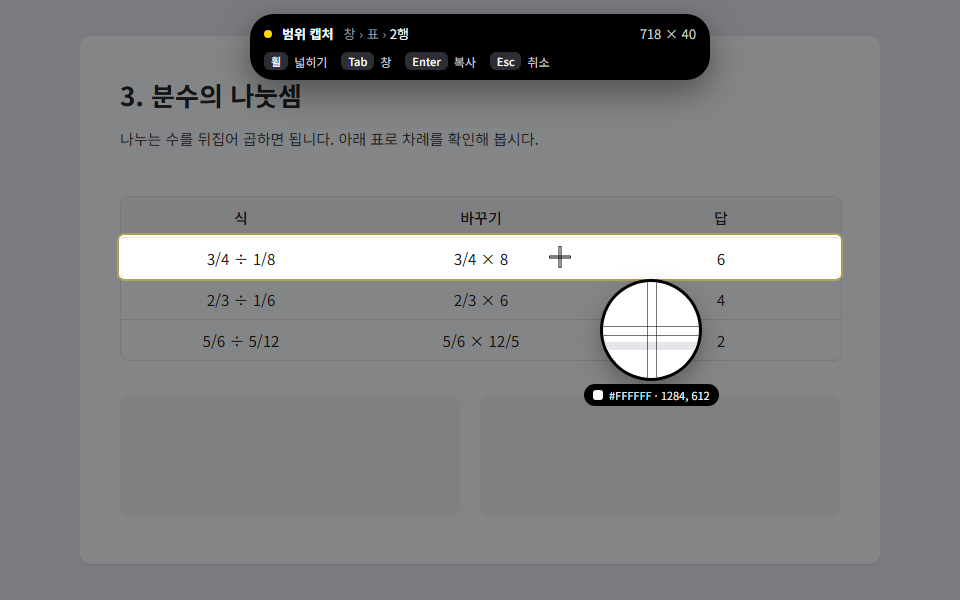 범위 캡처 창 › 표 › 2행 718 × 40
휠 넓히기 Tab 창 Enter 복사 Esc 취소
3. 분수의 나눗셈
나누는 수를 뒤집어 곱하면 됩니다. 아래 표로 차례를 확인해 봅시다.
식 바꾸기 답
3/4 ÷ 1/8 3/4 × 8 6
2/3 ÷ 1/6 2/3 × 6 4
5/6 ÷ 5/12 5/6 × 12/5 2
#FFFFFF · 1284, 612